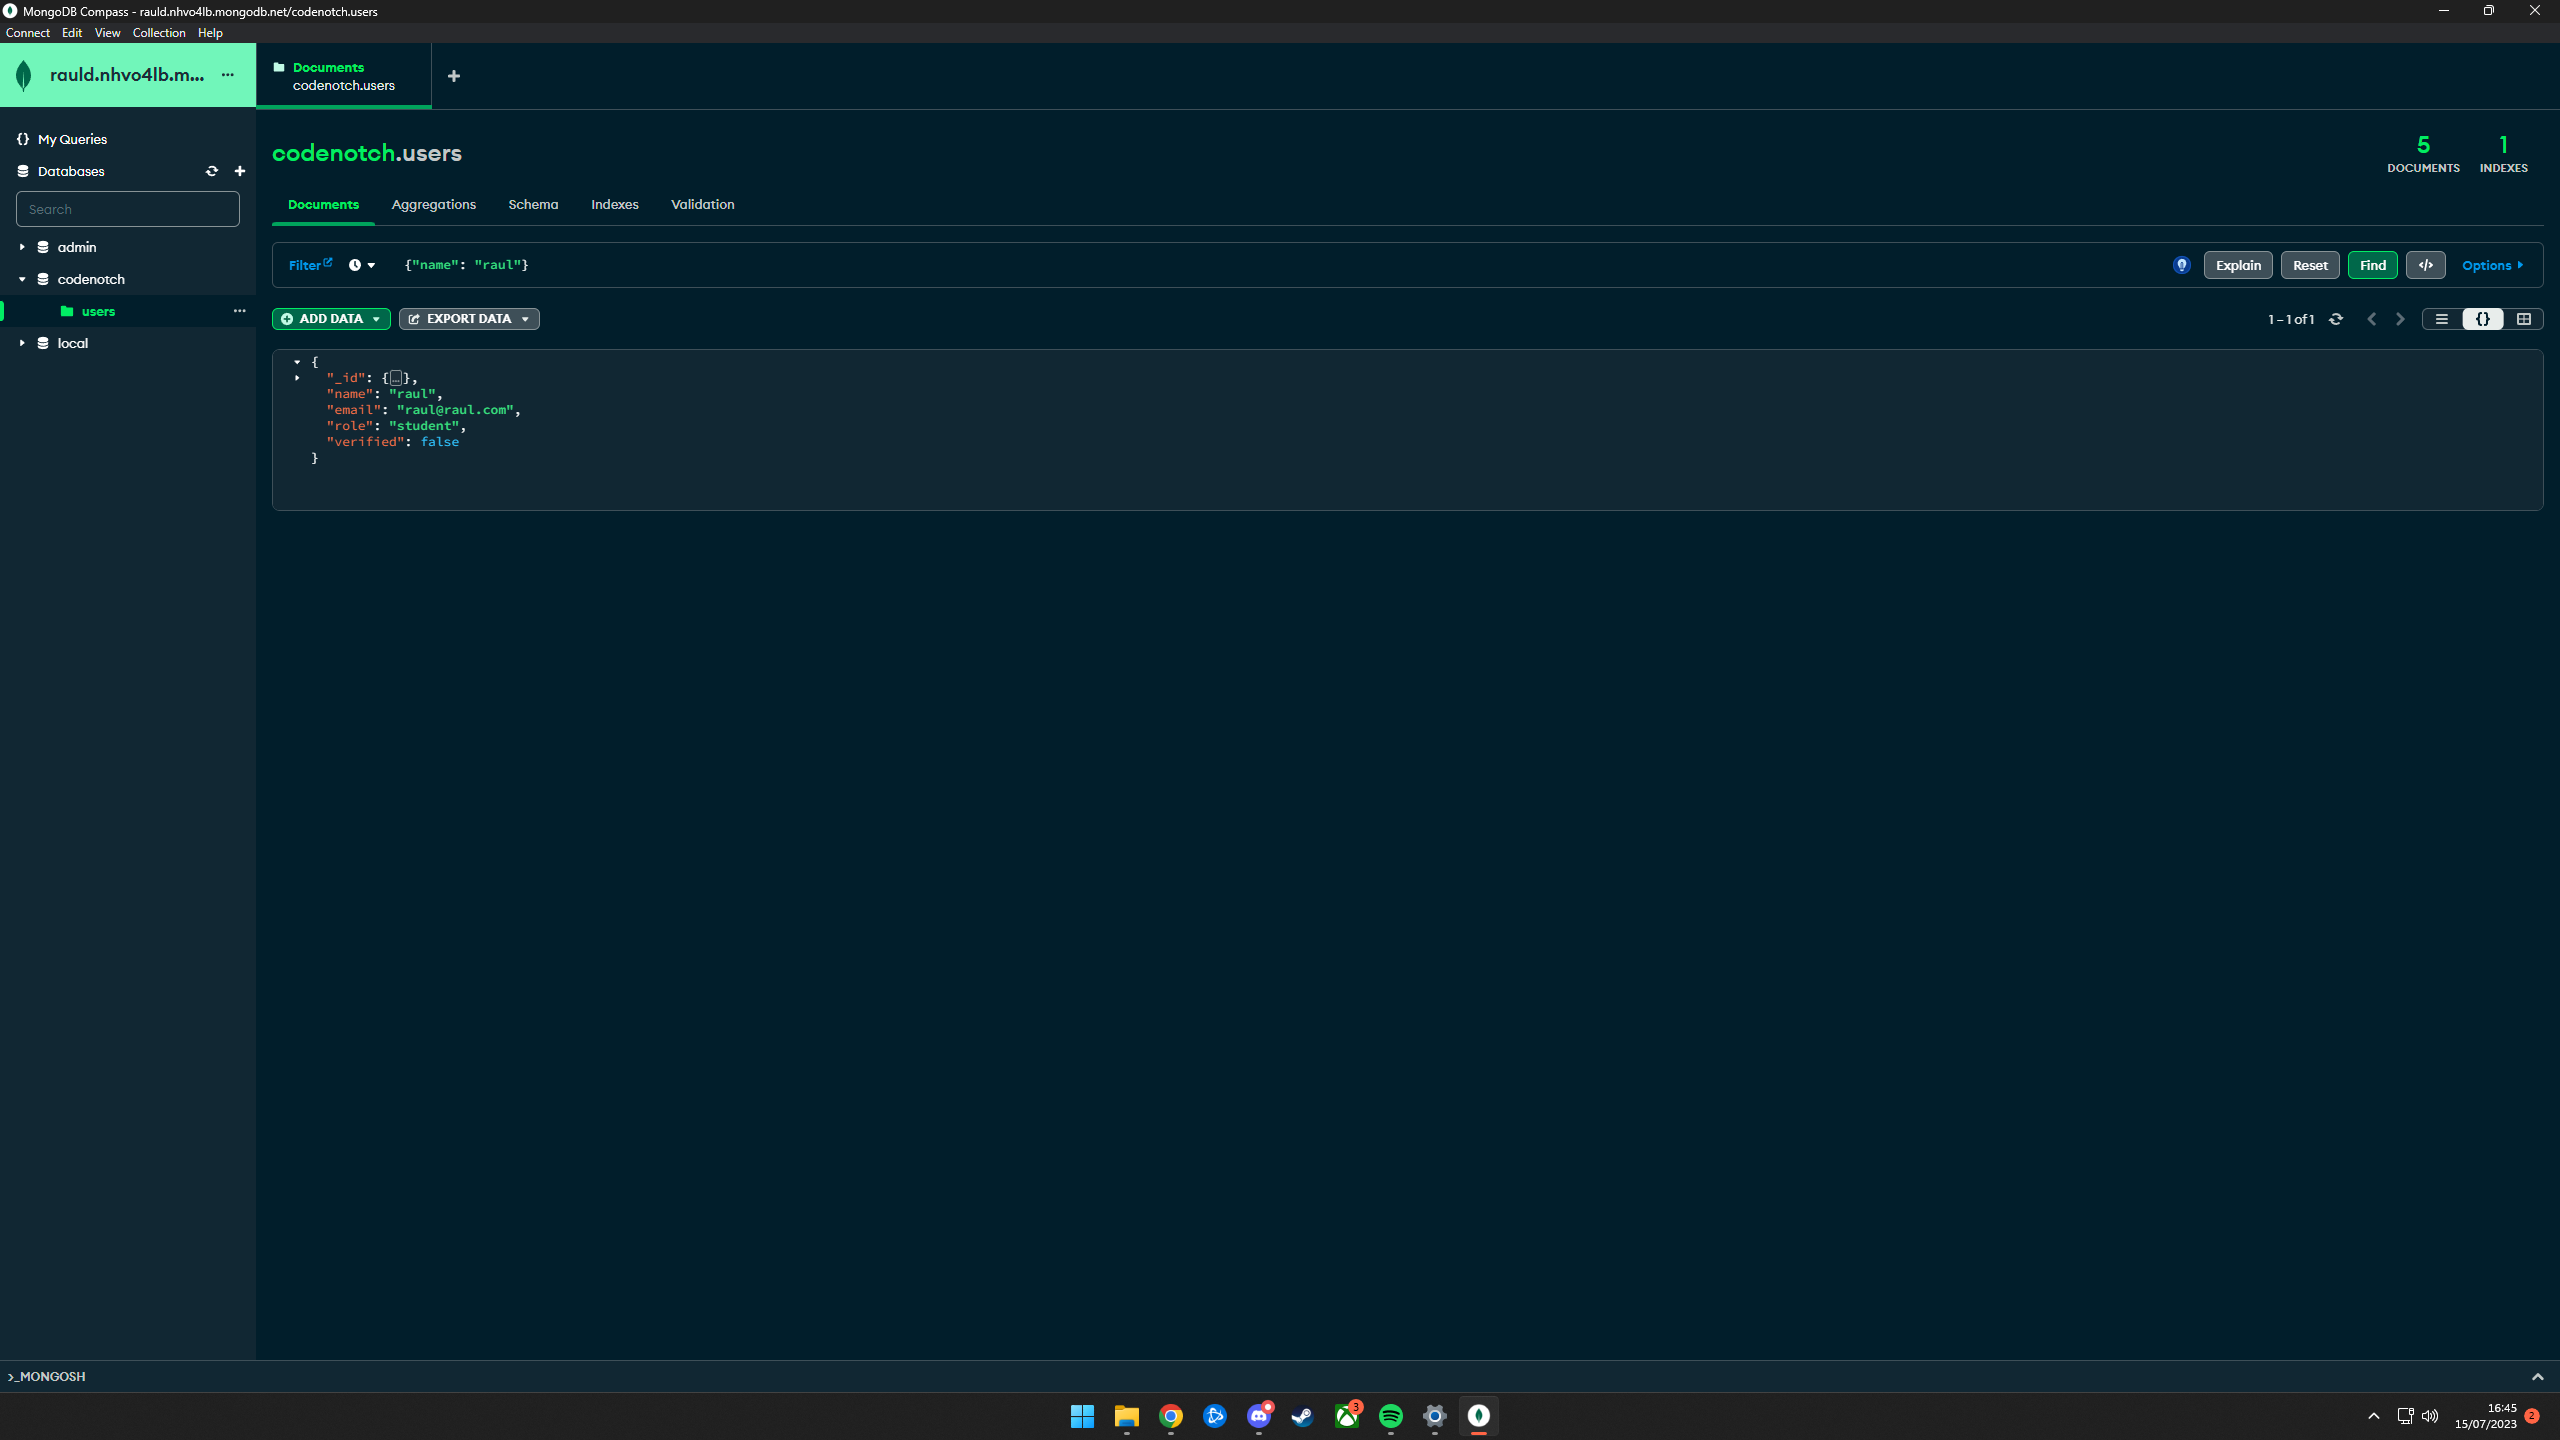 MongoDB Compass - rauld.nhvo4lb.mongodb.net/codenotch.users
Connect Edit View Collection Help
rauld.nhvo4lb.m... ...
Documents
codenotch.users
{} My Queries
Databases
Search
admin
codenotch
users ...
local
codenotch.users
5
DOCUMENTS
1
INDEXES
Documents Aggregations Schema Indexes Validation
Filter {"name": "raul"} Explain Reset Find </> Options
ADD DATA EXPORT DATA 1 – 1 of 1 {}
{
"_id": {…},
"name": "raul",
"email": "raul@raul.com",
"role": "student",
"verified": false
}
>_MONGOSH
3
16:45
15/07/2023
2